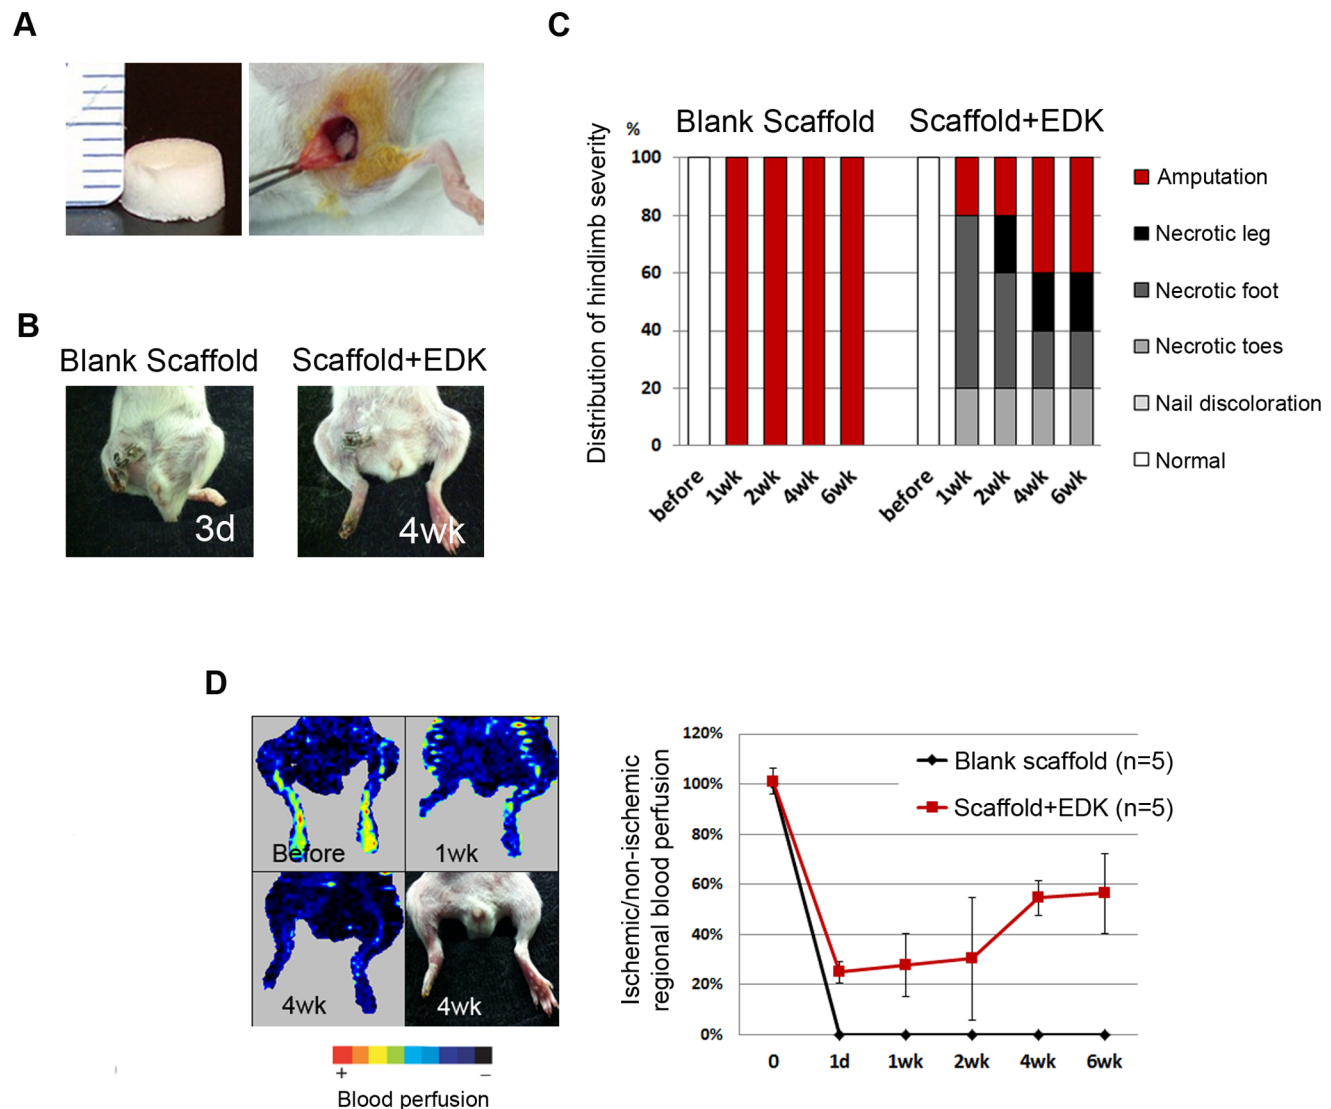 A
C
Blank Scaffold
Scaffold+EDK
%
Distribution of hindlimb severity
100
80
60
40
20
0
before
1wk
2wk
4wk
6wk
before
1wk
2wk
4wk
6wk
Amputation
Necrotic leg
Necrotic foot
Necrotic toes
Nail discoloration
Normal
B
Blank Scaffold
Scaffold+EDK
3d
4wk
D
Before
1wk
4wk
4wk
+
−
Blood perfusion
Ischemic/non-ischemic
regional blood perfusion
120%
100%
80%
60%
40%
20%
0%
0
1d
1wk
2wk
4wk
6wk
Blank scaffold (n=5)
Scaffold+EDK (n=5)